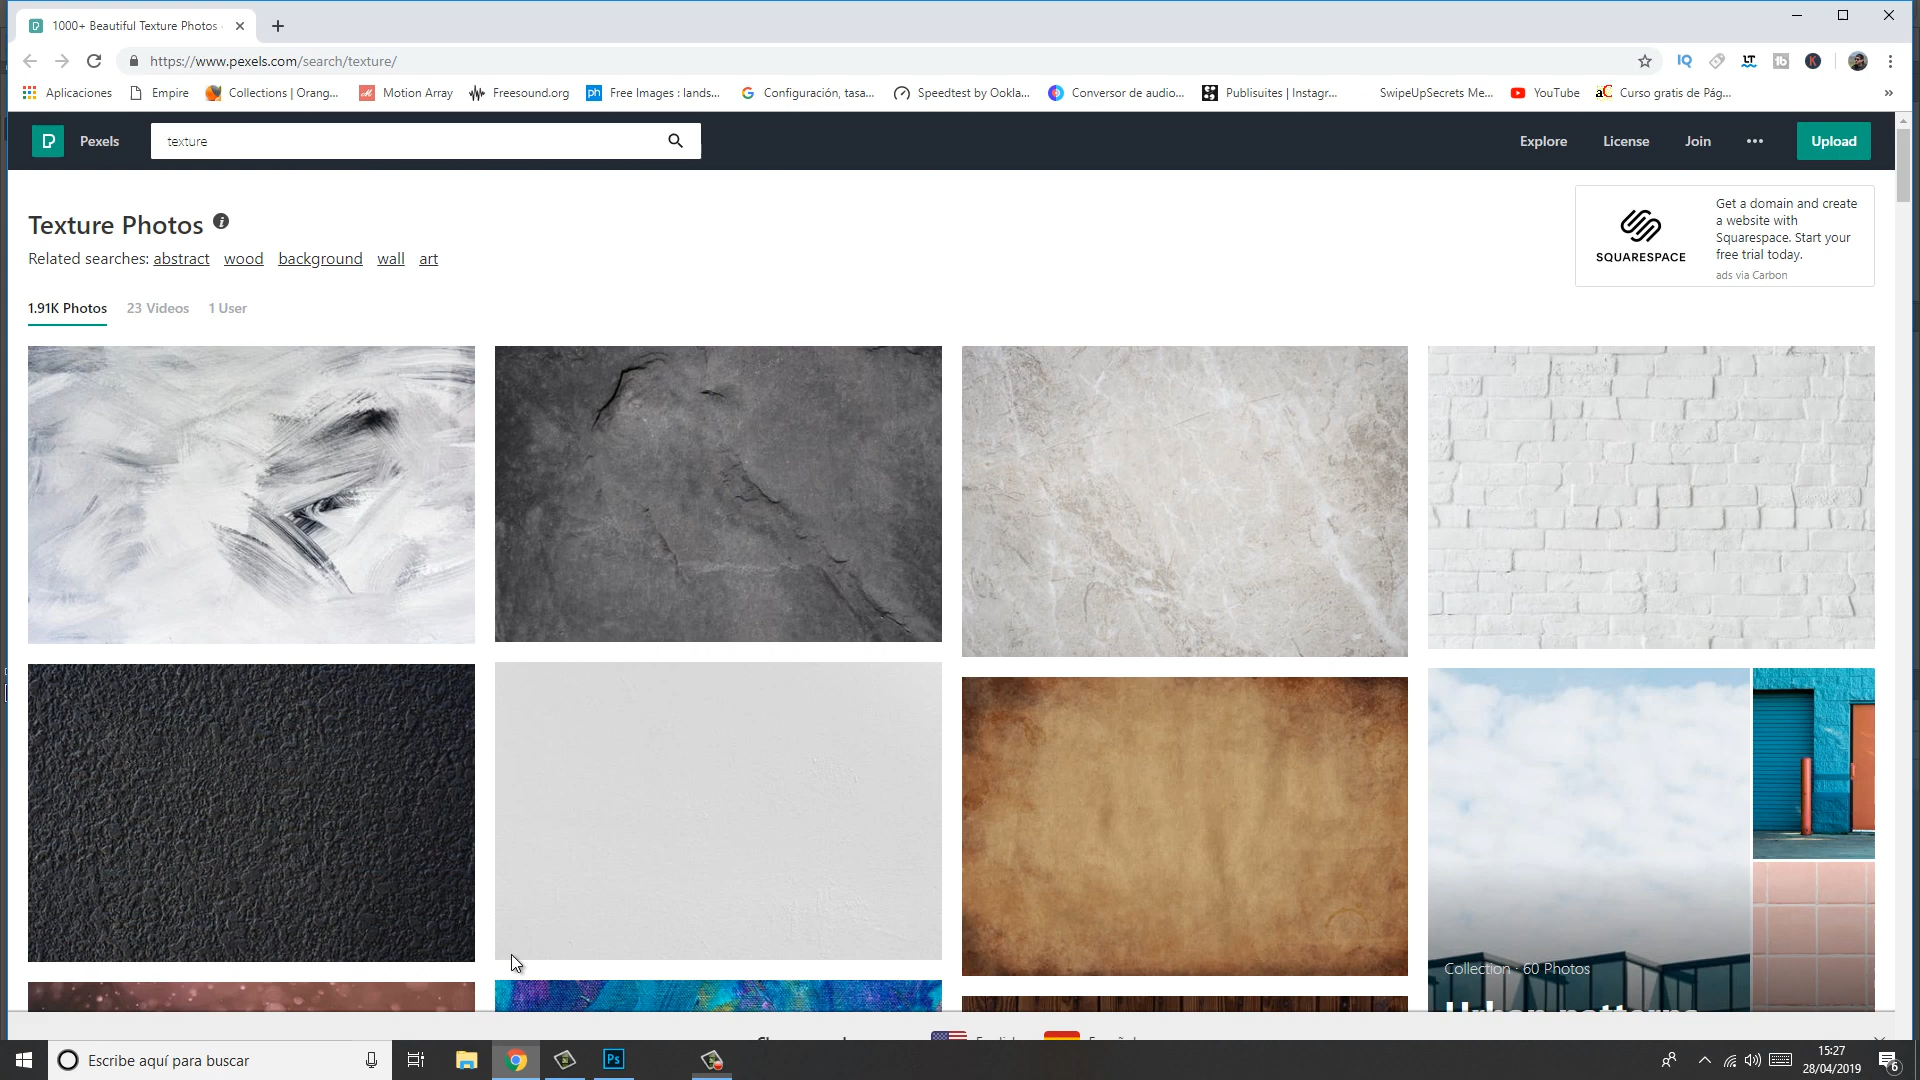 1000+ Beautiful Texture Photos
https://www.pexels.com/search/texture/
Aplicaciones Empire Collections | Orang... Motion Array Freesound.org Free Images : lands... Configuración, tasa... Speedtest by Ookla... Conversor de audio... Publisuites | Instagr... SwipeUpSecrets Me... YouTube Curso gratis de Pág... »
Pexels texture Explore License Join ••• Upload
Texture Photos
Related searches: abstract wood background wall art
SQUARESPACE
Get a domain and create
a website with
Squarespace. Start your
free trial today.
ads via Carbon
1.91K Photos 23 Videos 1 User
Collection · 60 Photos
Urban patterns
Escribe aquí para buscar
Ps
15:27
28/04/2019
6